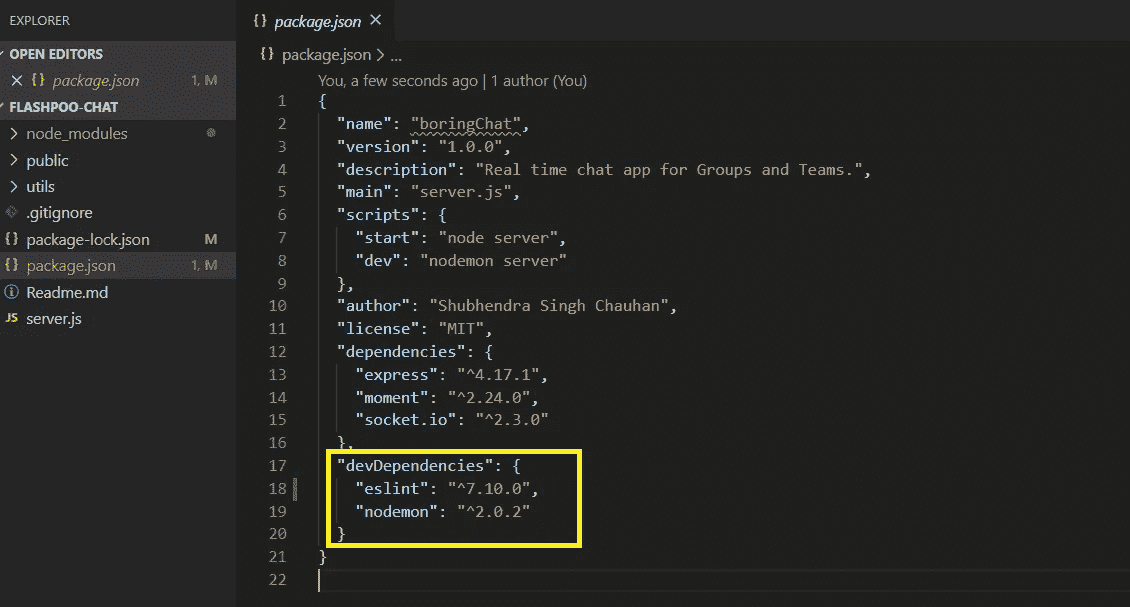 EXPLORER
OPEN EDITORS
package.json 1, M
FLASHPOO-CHAT
node_modules
public
utils
.gitignore
package-lock.json M
package.json 1, M
Readme.md
JS server.js
{} package.json
{} package.json > ...
You, a few seconds ago | 1 author (You)
1 {
2 "name": "boringChat",
3 "version": "1.0.0",
4 "description": "Real time chat app for Groups and Teams.",
5 "main": "server.js",
6 "scripts": {
7 "start": "node server",
8 "dev": "nodemon server"
9 },
10 "author": "Shubhendra Singh Chauhan",
11 "license": "MIT",
12 "dependencies": {
13 "express": "^4.17.1",
14 "moment": "^2.24.0",
15 "socket.io": "^2.3.0"
16 },
17 "devDependencies": {
18 "eslint": "^7.10.0",
19 "nodemon": "^2.0.2"
20 }
21 }
22